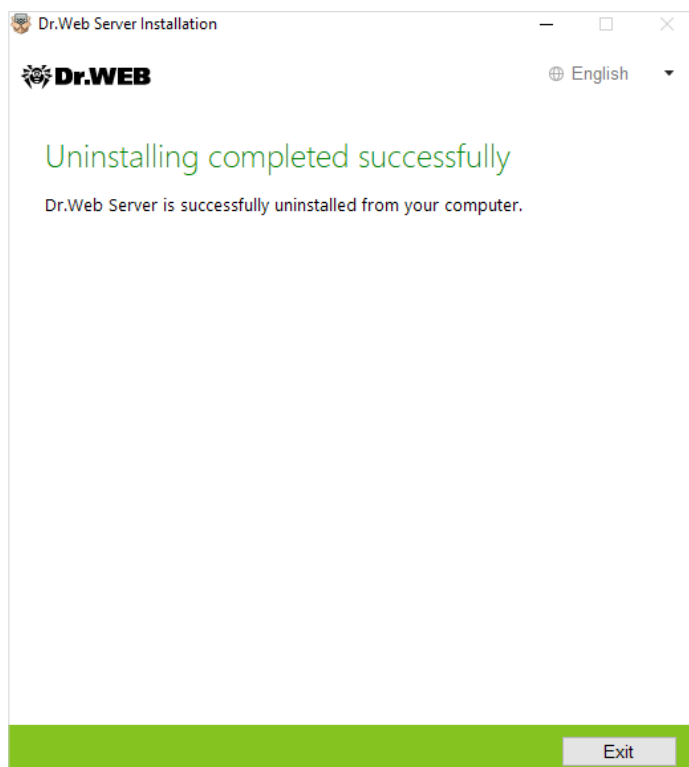 Dr.Web Server Installation
Dr.WEB
English
Uninstalling completed successfully
Dr.Web Server is successfully uninstalled from your computer.
Exit